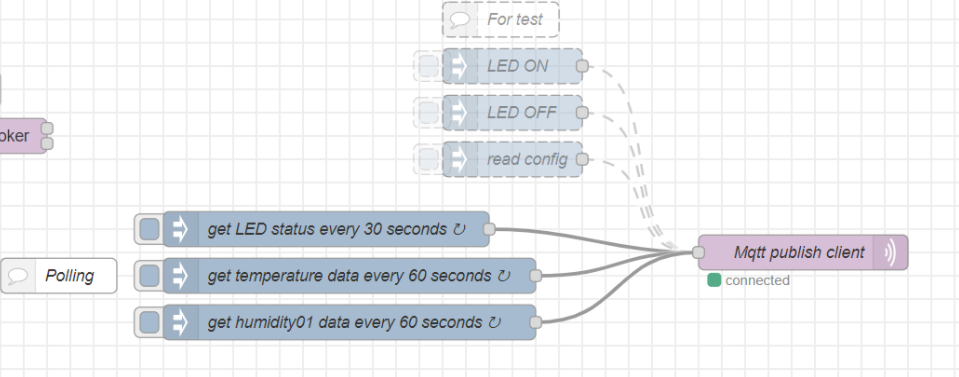 For test
LED ON
LED OFF
oker
read config
get LED status every 30 seconds ↻
Mqtt publish client
Polling
get temperature data every 60 seconds ↻
connected
get humidity01 data every 60 seconds ↻